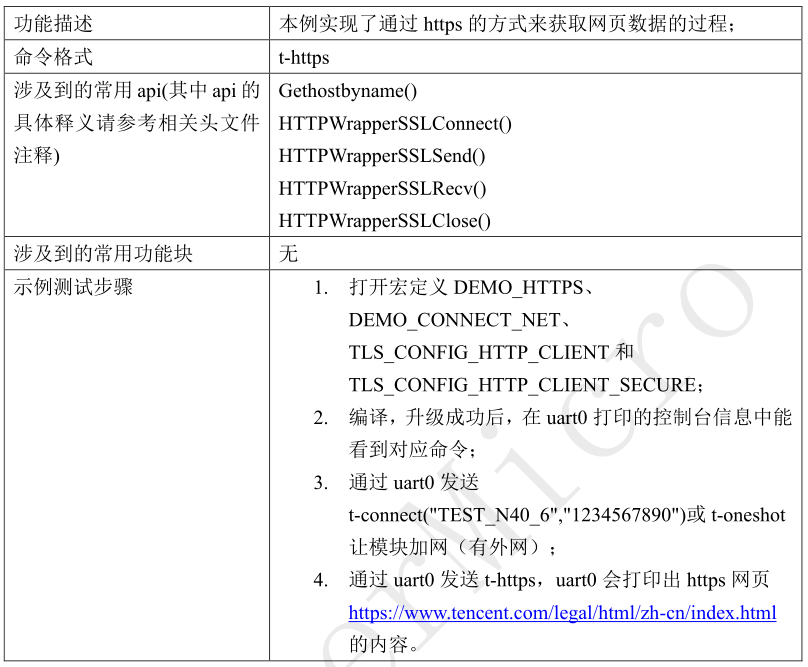 功能描述
本例实现了通过 https 的方式来获取网页数据的过程；
命令格式
t-https
涉及到的常用 api(其中 api 的
具体释义请参考相关头文件
注释)
Gethostbyname()
HTTPWrapperSSLConnect()
HTTPWrapperSSLSend()
HTTPWrapperSSLRecv()
HTTPWrapperSSLClose()
涉及到的常用功能块
无
示例测试步骤
1. 打开宏定义 DEMO_HTTPS、
DEMO_CONNECT_NET、
TLS_CONFIG_HTTP_CLIENT 和
TLS_CONFIG_HTTP_CLIENT_SECURE；
2. 编译，升级成功后，在 uart0 打印的控制台信息中能
看到对应命令；
3. 通过 uart0 发送
t-connect("TEST_N40_6","1234567890")或 t-oneshot
让模块加网（有外网）；
4. 通过 uart0 发送 t-https，uart0 会打印出 https 网页
https://www.tencent.com/legal/html/zh-cn/index.html
的内容。
erMicro